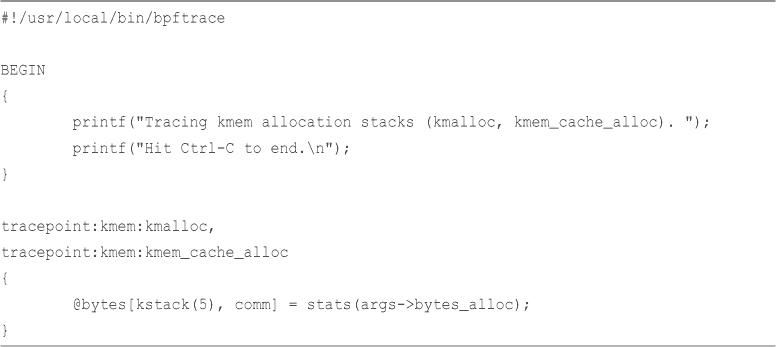 #!/usr/local/bin/bpftrace

BEGIN
{
        printf("Tracing kmem allocation stacks (kmalloc, kmem_cache_alloc). ");
        printf("Hit Ctrl-C to end.\n");
}

tracepoint:kmem:kmalloc,
tracepoint:kmem:kmem_cache_alloc
{
        @bytes[kstack(5), comm] = stats(args->bytes_alloc);
}